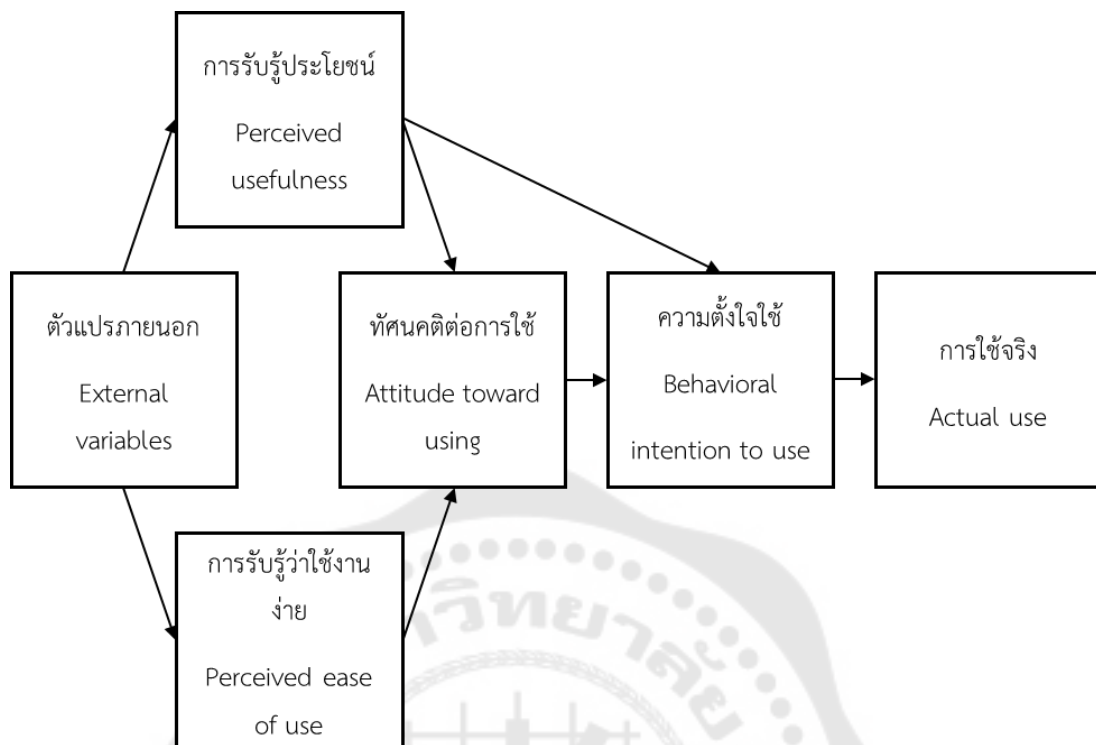 การรับรู้ประโยชน์
Perceived
usefulness
ตัวแปรภายนอก
External
variables
ทัศนคติต่อการใช้
Attitude toward
using
ความตั้งใจใช้
Behavioral
intention to use
การใช้จริง
Actual use
การรับรู้ว่าใช้งาน
ง่าย
Perceived ease
of use